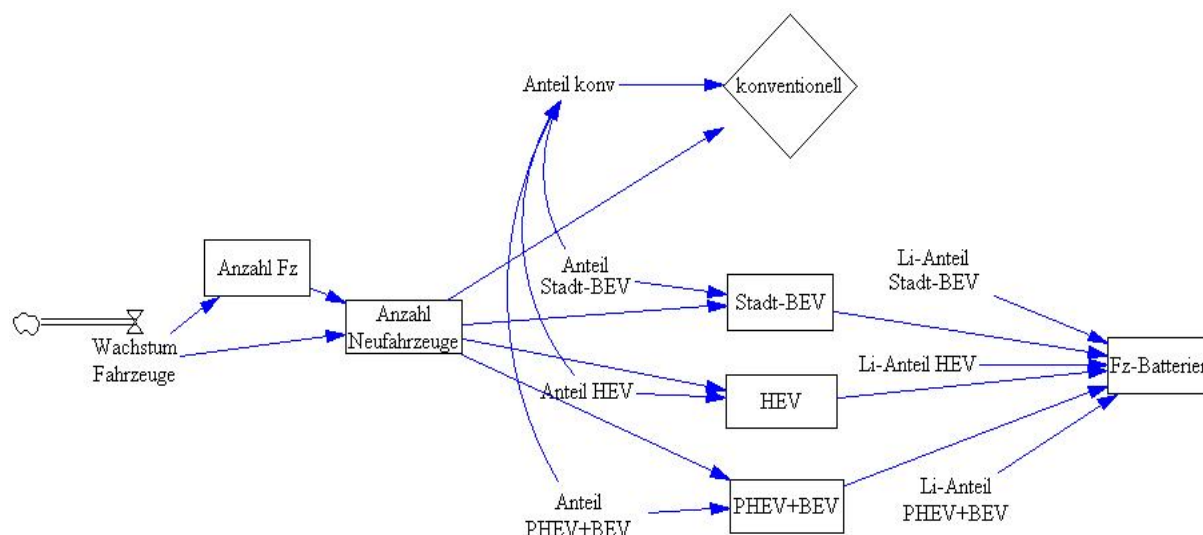 Anteil konv
konventionell
Anzahl Fz
Anteil
Stadt-BEV
Li-Anteil
Stadt-BEV
Stadt-BEV
Anzahl
Neufahrzeuge
Wachstum
Fahrzeuge
Li-Anteil HEV
Fz-Batterien
Anteil HEV
HEV
Anteil
PHEV+BEV
PHEV+BEV
Li-Anteil
PHEV+BEV